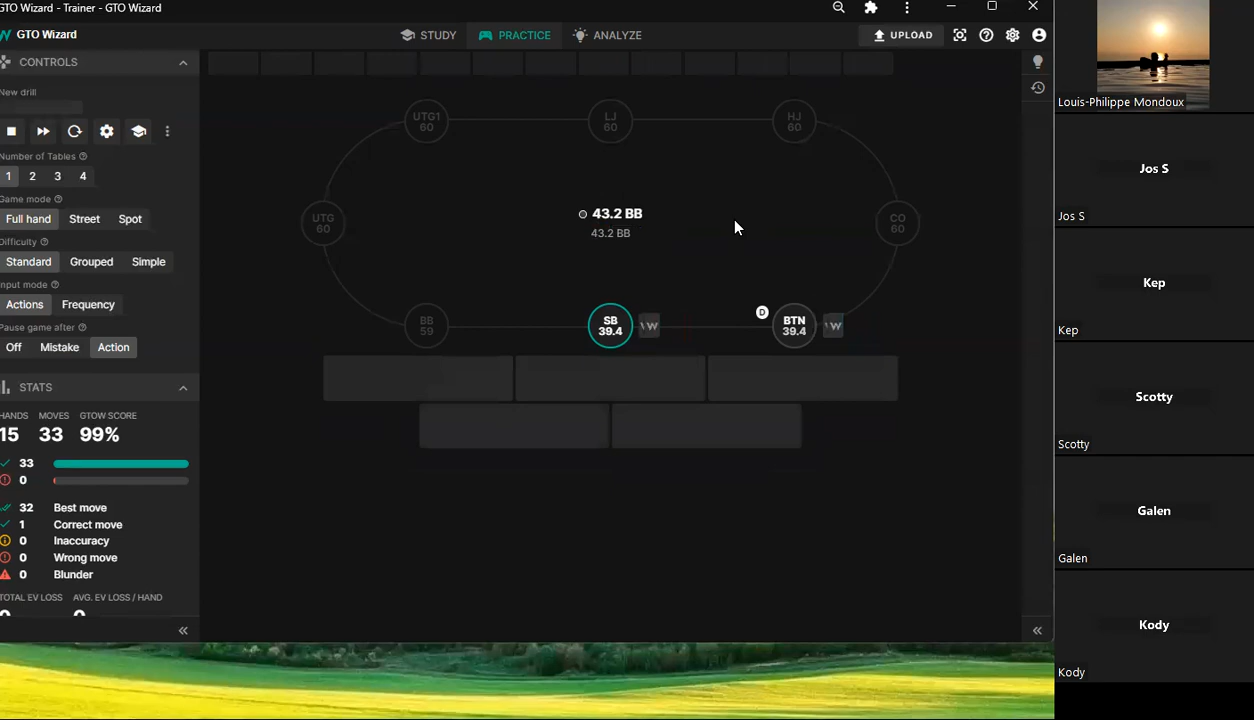 GTO Wizard - Trainer - GTO Wizard
GTO Wizard
STUDY
PRACTICE
ANALYZE
UPLOAD
CONTROLS
New drill
Number of Tables
1 2 3 4
Game mode
Full hand Street Spot
Difficulty
Standard Grouped Simple
Input mode
Actions Frequency
Pause game after
Off Mistake Action
STATS
HANDS MOVES GTOW SCORE
15 33 99%
33
0
32 Best move
1 Correct move
0 Inaccuracy
0 Wrong move
0 Blunder
TOTAL EV LOSS AVG. EV LOSS / HAND
UTG1
60
LJ
60
HJ
60
UTG
60
43.2 BB
43.2 BB
CO
60
BB
59
SB
39.4
W
D
BTN
39.4
W
Louis-Philippe Mondoux
Jos S
Jos S
Kep
Kep
Scotty
Scotty
Galen
Galen
Kody
Kody